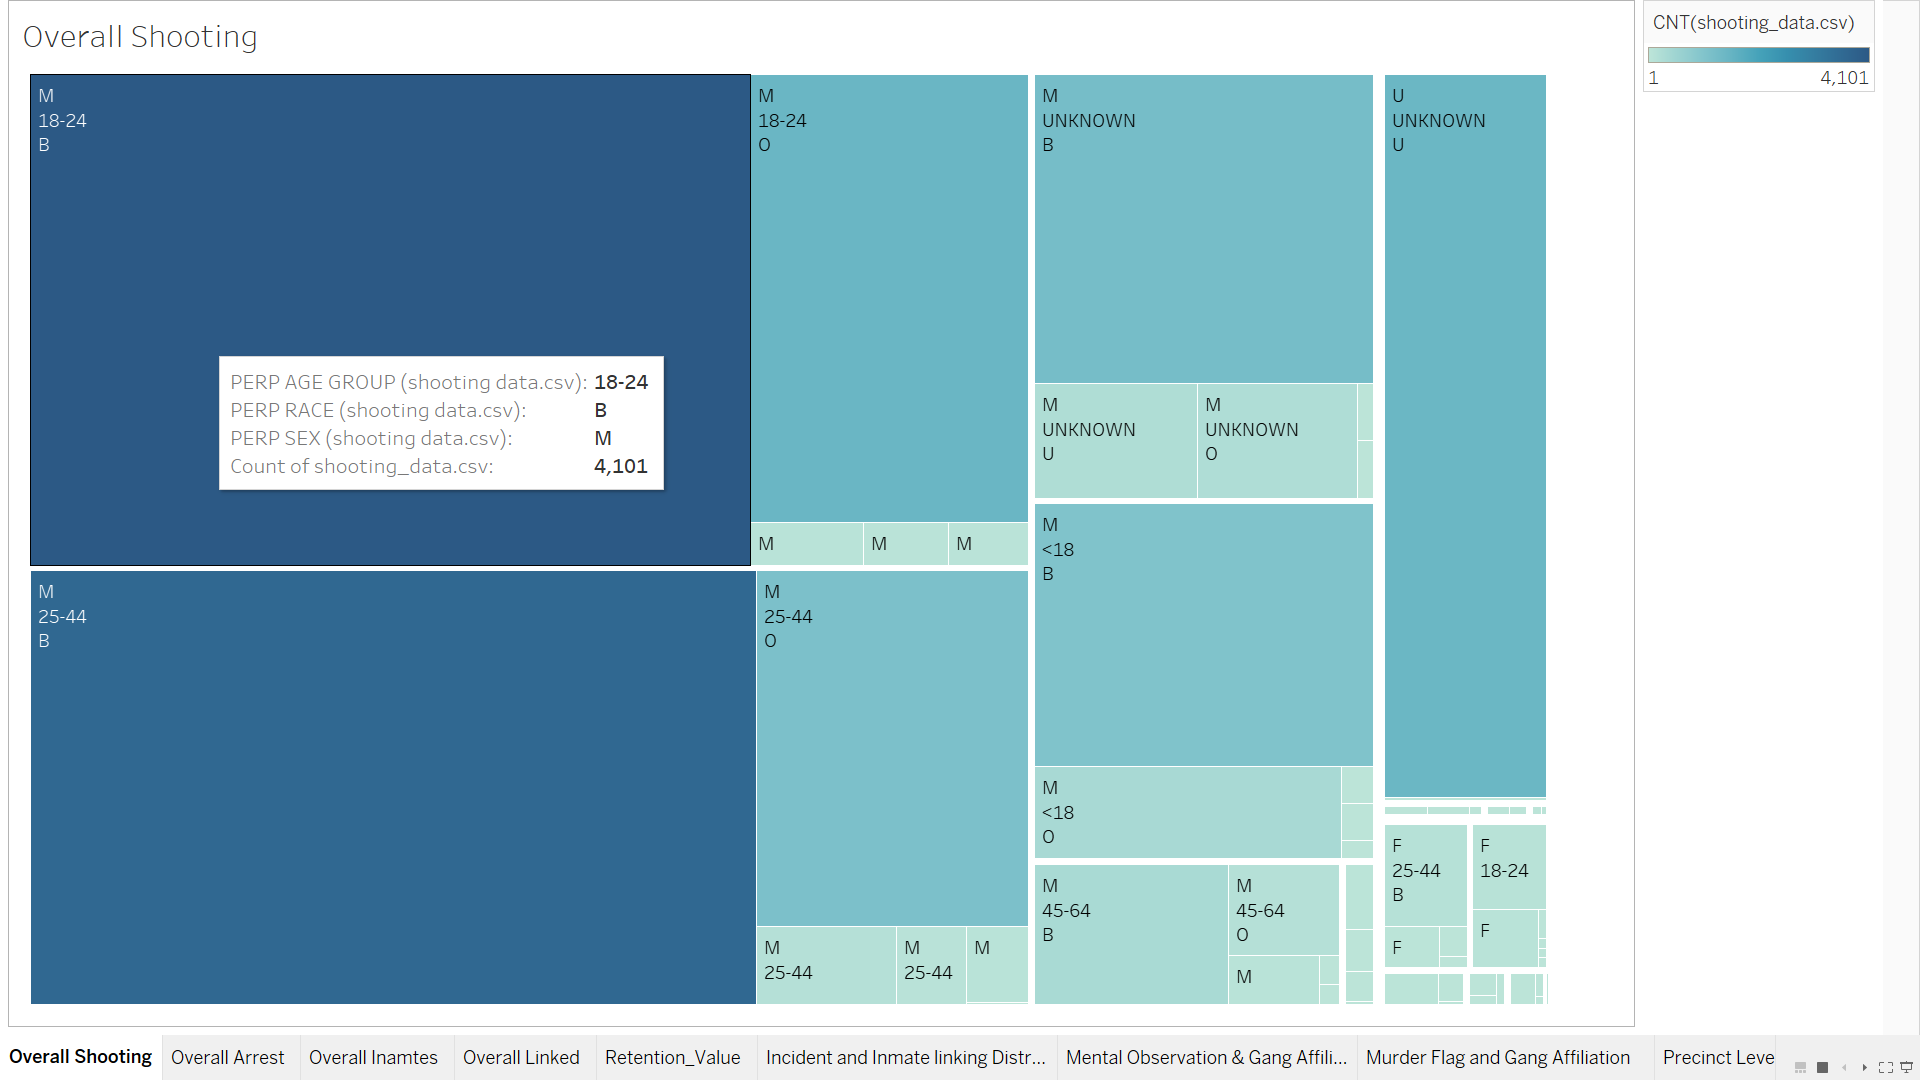 Overall Shooting
CNT(shooting_data.csv)
1
4,101
M
18-24
B
M
18-24
O
M
UNKNOWN
B
U
UNKNOWN
U
PERP AGE GROUP (shooting data.csv): 18-24
PERP RACE (shooting data.csv): B
PERP SEX (shooting data.csv): M
Count of shooting_data.csv: 4,101
M
UNKNOWN
U
M
UNKNOWN
O
M
M
M
M
<18
B
M
25-44
B
M
25-44
O
M
<18
O
M
45-64
B
M
45-64
O
M
M
25-44
M
25-44
M
F
25-44
B
F
18-24
F
F
Overall Shooting
Overall Arrest
Overall Inamtes
Overall Linked
Retention_Value
Incident and Inmate linking Distr...
Mental Observation & Gang Affili...
Murder Flag and Gang Affiliation
Precinct Leve